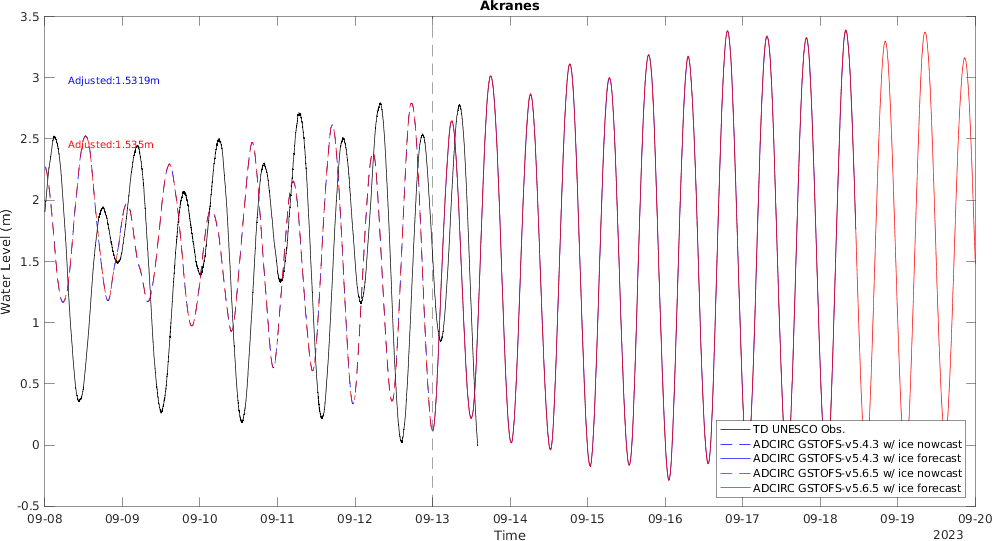 Akranes
3.5
3
2.5
2
1.5
1
0.5
0
-0.5
Water Level (m)
Adjusted:1.5319m
Adjusted:1.535m
TD UNESCO Obs.
ADCIRC GSTOFS-v5.4.3 w/ ice nowcast
ADCIRC GSTOFS-v5.4.3 w/ ice forecast
ADCIRC GSTOFS-v5.6.5 w/ ice nowcast
ADCIRC GSTOFS-v5.6.5 w/ ice forecast
09-08 09-09 09-10 09-11 09-12 09-13 09-14 09-15 09-16 09-17 09-18 09-19 09-20
Time
2023